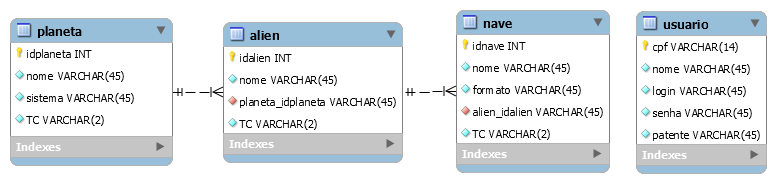 planeta
idplaneta INT
nome VARCHAR(45)
sistema VARCHAR(45)
TC VARCHAR(2)
Indexes
alien
idalien INT
nome VARCHAR(45)
planeta_idplaneta VARCHAR(45)
TC VARCHAR(2)
Indexes
nave
idnave INT
nome VARCHAR(45)
formato VARCHAR(45)
alien_idalien VARCHAR(45)
TC VARCHAR(2)
Indexes
usuario
cpf VARCHAR(14)
nome VARCHAR(45)
login VARCHAR(45)
senha VARCHAR(45)
patente VARCHAR(45)
Indexes